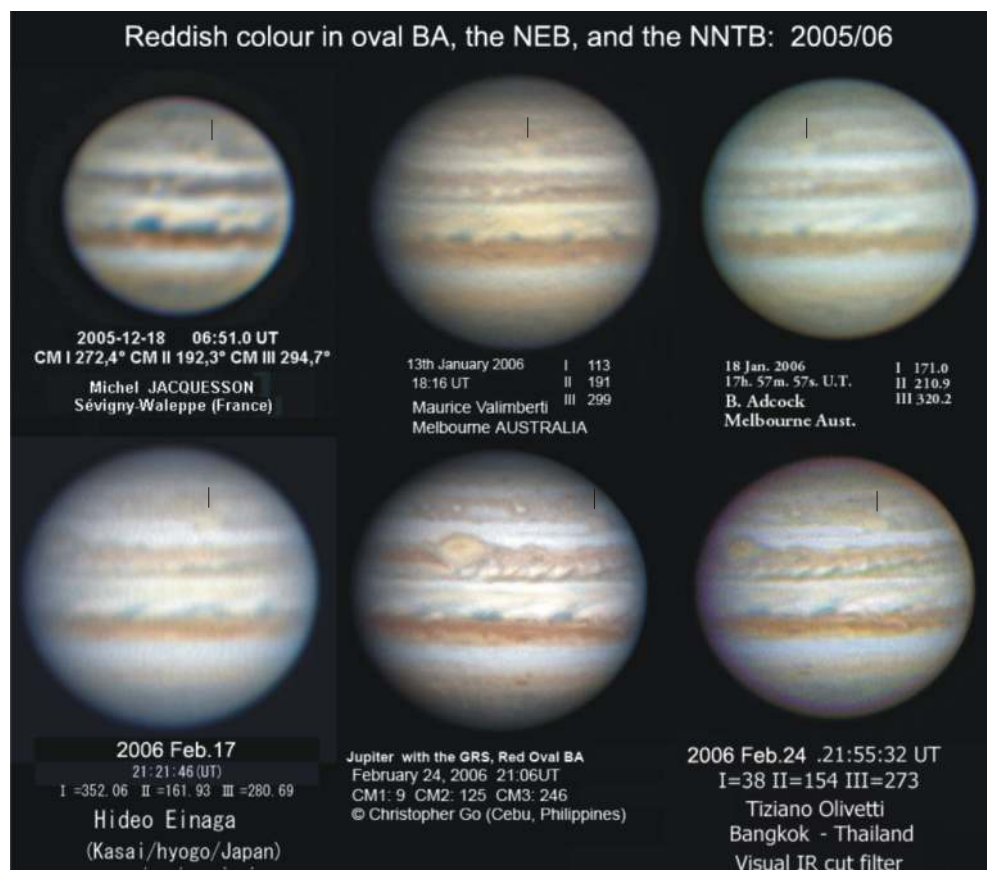 Reddish colour in oval BA, the NEB, and the NNTB: 2005/06
2005-12-18 06:51.0 UT
CM I 272,4° CM II 192,3° CM III 294,7°
Michel JACQUESSON
Sévigny-Waleppe (France)
13th January 2006 I 113
18:16 UT II 191
Maurice Valimberti III 299
Melbourne AUSTRALIA
18 Jan. 2006 I 171.0
17h. 57m. 57s. U.T. II 210.9
B. Adcock III 320.2
Melbourne Aust.
2006 Feb.17
21:21:46(UT)
I =352.06 II =161.93 III =280.69
Hideo Einaga
(Kasai/hyogo/Japan)
Jupiter with the GRS, Red Oval BA
February 24, 2006 21:06UT
CM1: 9 CM2: 125 CM3: 246
© Christopher Go (Cebu, Philippines)
2006 Feb.24 .21:55:32 UT
I=38 II=154 III=273
Tiziano Olivetti
Bangkok - Thailand
Visual IR cut filter